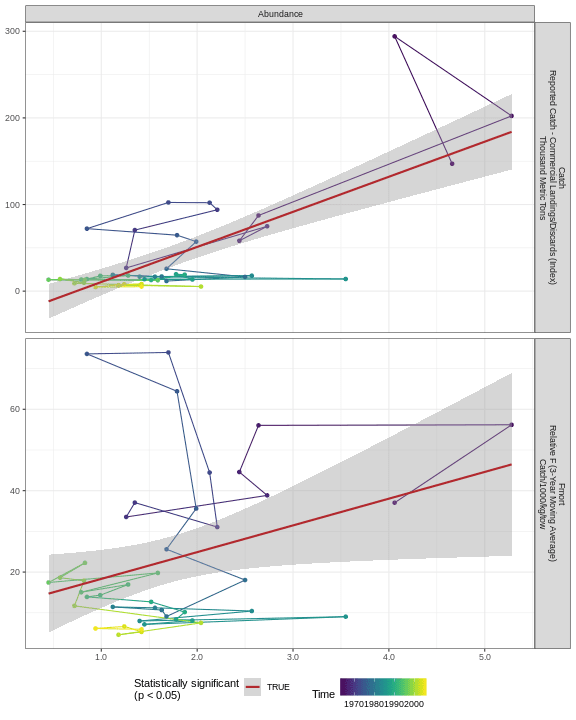 Abundance
300
200
100
0
Catch
Reported Catch - Commercial Landings/Discards (Index)
Thousand Metric Tons
60
40
20
Fmort
Relative F (3-Year Moving Average)
Catch/1000/kg/tow
1.0
2.0
3.0
4.0
5.0
Statistically significant
(p < 0.05)
TRUE
Time
1970198019902000